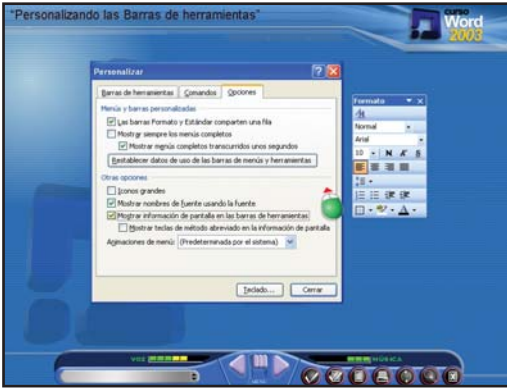 "Personalizando las Barras de herramientas"
curso
Word
2003
Personalizar
Barras de herramientas
Comandos
Opciones
Menús y barras personalizadas
Las barras Formato y Estándar comparten una fila
Mostrar siempre los menús completos
Mostrar menús completos transcurridos unos segundos
Restablecer datos de uso de las barras de menús y herramientas
Otras opciones
Iconos grandes
Mostrar nombres de fuente usando la fuente
Mostrar información de pantalla en las barras de herramientas
Mostrar teclas de método abreviado en la información de pantalla
Animaciones de menú: (Predeterminada por el sistema)
Teclado... Cerrar
Formato
Normal
Arial
10 N K S
VOZ
MENU
MÚSICA